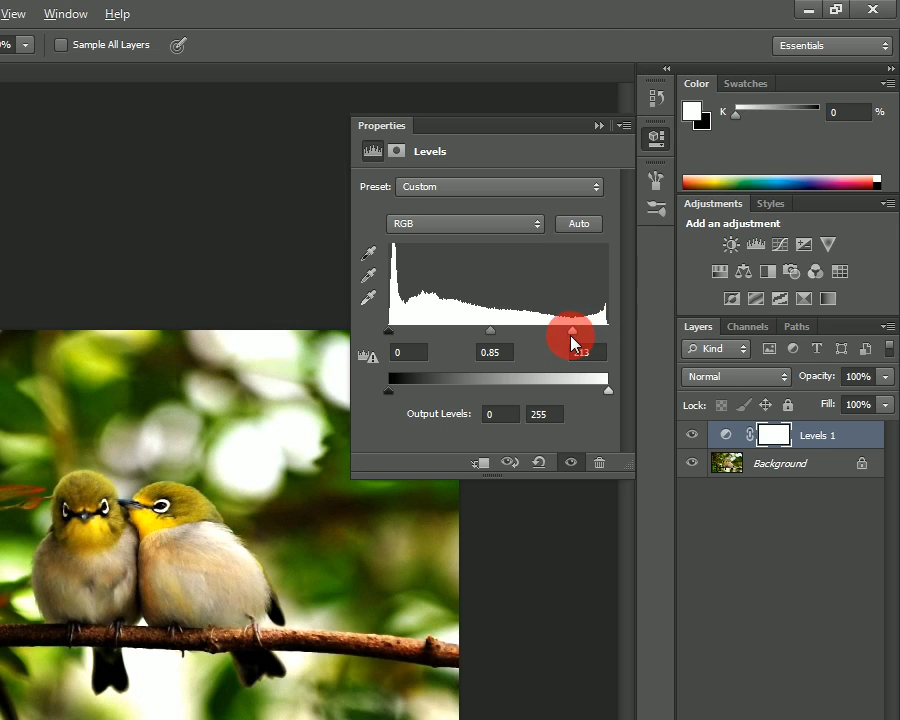 View Window Help
Sample All Layers
Essentials
Color Swatches
K 0 %
Properties
Levels
Preset: Custom
RGB Auto
0 0.85
Output Levels: 0 255
Adjustments Styles
Add an adjustment
Layers Channels Paths
Kind
Normal Opacity: 100%
Lock: Fill: 100%
Levels 1
Background